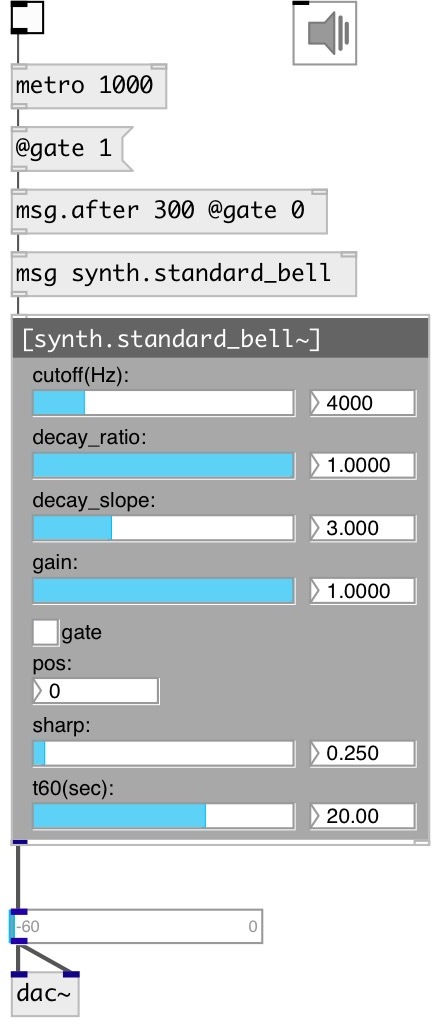 metro 1000
@gate 1
msg.after 300 @gate 0
msg synth.standard_bell
[synth.standard_bell~]
cutoff(Hz):
4000
decay_ratio:
1.0000
decay_slope:
3.000
gain:
1.0000
gate
pos:
0
sharp:
0.250
t60(sec):
20.00
-60 0
dac~